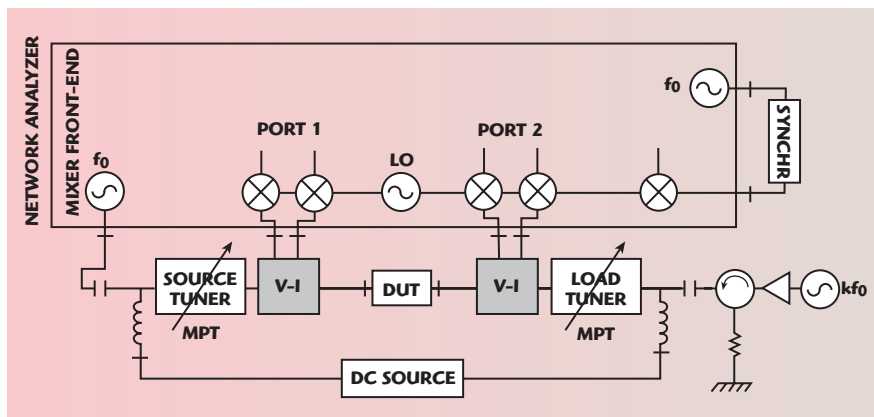 NETWORK ANALYZER
MIXER FRONT-END
f0
PORT 1
LO
PORT 2
f0
SYNCHR
SOURCE
TUNER
MPT
V-I
DUT
V-I
LOAD
TUNER
MPT
kf0
DC SOURCE